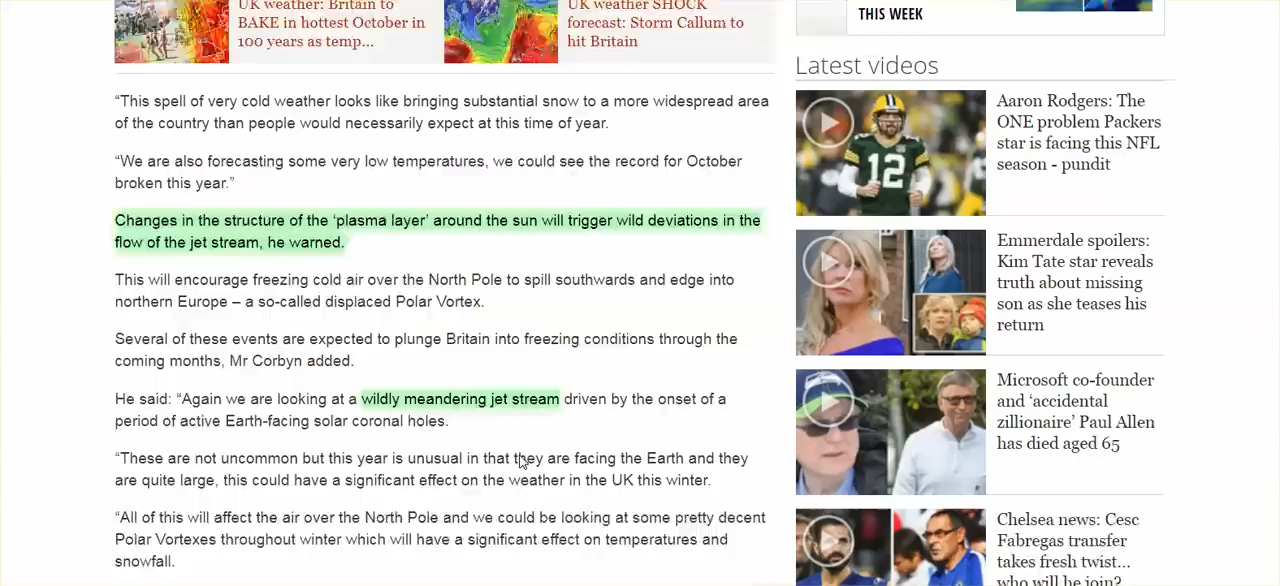 UK weather: Britain to
BAKE in hottest October in
100 years as temp...
UK weather SHOCK
forecast: Storm Callum to
hit Britain
THIS WEEK
“This spell of very cold weather looks like bringing substantial snow to a more widespread area
of the country than people would necessarily expect at this time of year.
“We are also forecasting some very low temperatures, we could see the record for October
broken this year.”
Changes in the structure of the ‘plasma layer’ around the sun will trigger wild deviations in the
flow of the jet stream, he warned.
This will encourage freezing cold air over the North Pole to spill southwards and edge into
northern Europe – a so-called displaced Polar Vortex.
Several of these events are expected to plunge Britain into freezing conditions through the
coming months, Mr Corbyn added.
He said: “Again we are looking at a wildly meandering jet stream driven by the onset of a
period of active Earth-facing solar coronal holes.
“These are not uncommon but this year is unusual in that they are facing the Earth and they
are quite large, this could have a significant effect on the weather in the UK this winter.
“All of this will affect the air over the North Pole and we could be looking at some pretty decent
Polar Vortexes throughout winter which will have a significant effect on temperatures and
snowfall.
Latest videos
12
Aaron Rodgers: The
ONE problem Packers
star is facing this NFL
season - pundit
Emmerdale spoilers:
Kim Tate star reveals
truth about missing
son as she teases his
return
Microsoft co-founder
and ‘accidental
zillionaire’ Paul Allen
has died aged 65
Chelsea news: Cesc
Fabregas transfer
takes fresh twist...
who will he join?